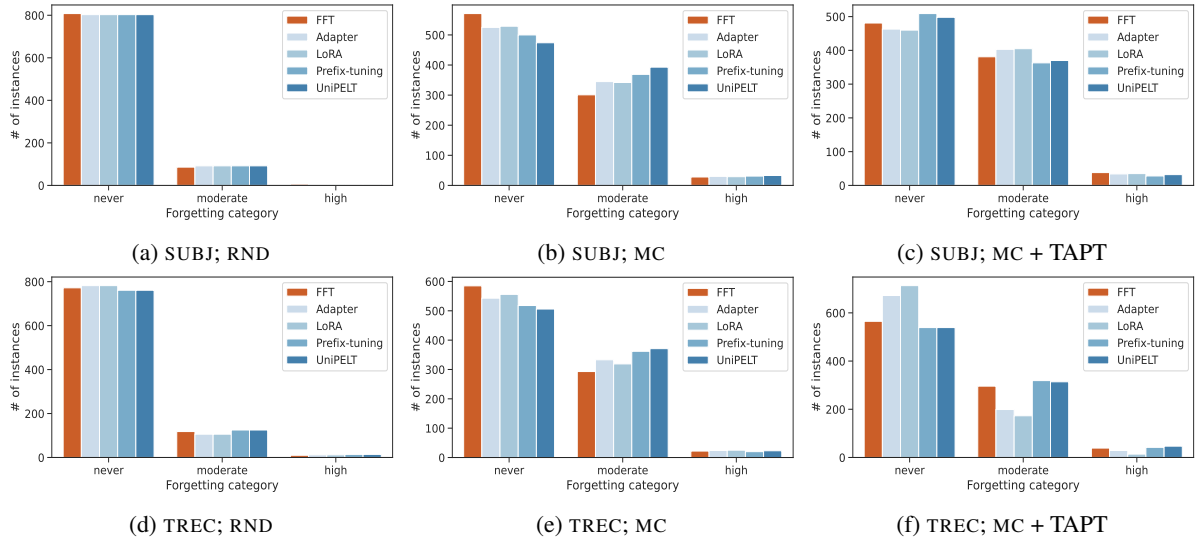 # of instances
800
600
400
200
0
never
moderate
high
Forgetting category
FFT
Adapter
LoRA
Prefix-tuning
UniPELT
(a) SUBJ; RND
# of instances
500
400
300
200
100
0
never
moderate
high
Forgetting category
FFT
Adapter
LoRA
Prefix-tuning
UniPELT
(b) SUBJ; MC
# of instances
500
400
300
200
100
0
never
moderate
high
Forgetting category
FFT
Adapter
LoRA
Prefix-tuning
UniPELT
(c) SUBJ; MC + TAPT
# of instances
800
600
400
200
0
never
moderate
high
Forgetting category
FFT
Adapter
LoRA
Prefix-tuning
UniPELT
(d) TREC; RND
# of instances
600
500
400
300
200
100
0
never
moderate
high
Forgetting category
FFT
Adapter
LoRA
Prefix-tuning
UniPELT
(e) TREC; MC
# of instances
600
400
200
0
never
moderate
high
Forgetting category
FFT
Adapter
LoRA
Prefix-tuning
UniPELT
(f) TREC; MC + TAPT